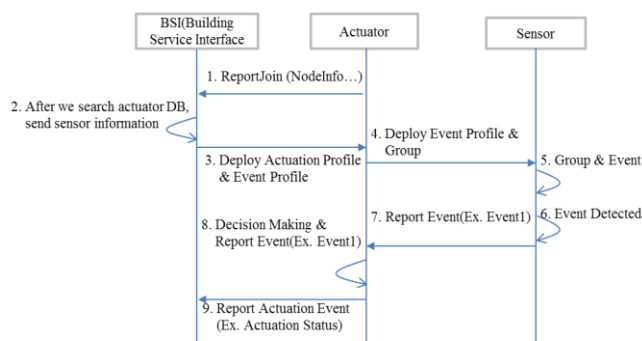 BSI(Building
Service Interface
Actuator
Sensor
1. ReportJoin (NodeInfo…)
2. After we search actuator DB,
send sensor information
3. Deploy Actuation Profile
& Event Profile
4. Deploy Event Profile &
Group
5. Group & Event
6. Event Detected
7. Report Event(Ex. Event1)
8. Decision Making &
Report Event(Ex. Event1)
9. Report Actuation Event
(Ex. Actuation Status)